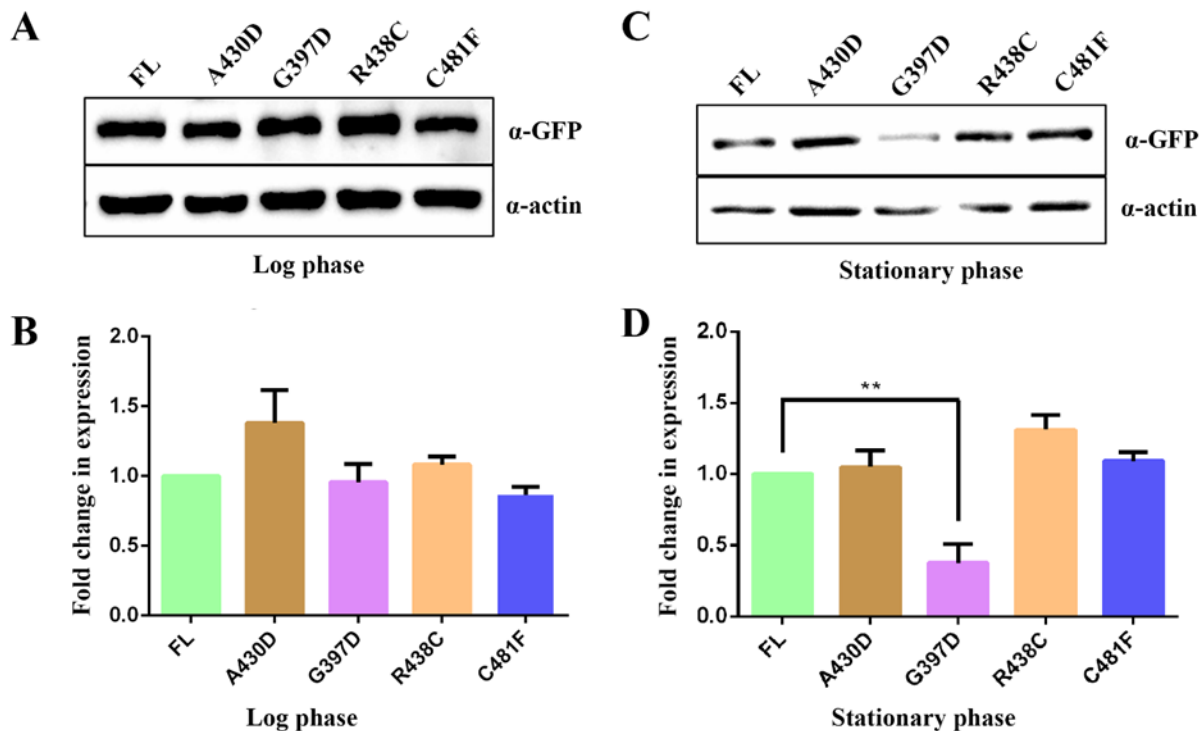 A
FL A430D G397D R438C C481F
α-GFP
α-actin
Log phase
B
Fold change in expression
2.0
1.5
1.0
0.5
0.0
FL A430D G397D R438C C481F
Log phase
C
FL A430D G397D R438C C481F
α-GFP
α-actin
Stationary phase
D
Fold change in expression
2.0
1.5
1.0
0.5
0.0
**
FL A430D G397D R438C C481F
Stationary phase